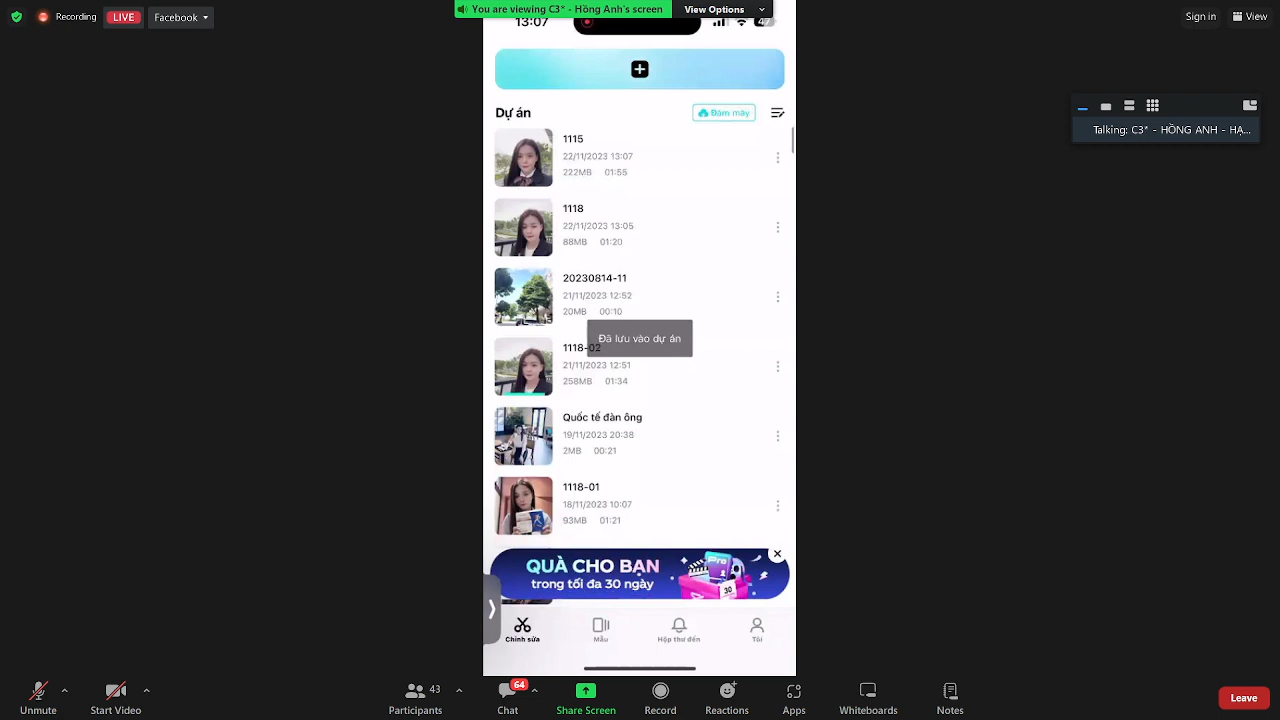 You are viewing C3* - Hồng Anh's screen
View Options
LIVE
Facebook
Sign in
View
13:07
47
Dự án
Đám mây
1115
22/11/2023 13:07
222MB 01:55
1118
22/11/2023 13:05
88MB 01:20
20230814-11
21/11/2023 12:52
20MB 00:10
Đã lưu vào dự án
1118-02
21/11/2023 12:51
258MB 01:34
Quốc tế đàn ông
19/11/2023 20:38
2MB 00:21
1118-01
18/11/2023 10:07
93MB 01:21
QUÀ CHO BẠN
trong tối đa 30 ngày
Pro
30
Chỉnh sửa
Mẫu
Hộp thư đến
Tôi
Talking: C3* - Hồng Anh, C3* - H...
Unmute
Start Video
43
Participants
64
Chat
Share Screen
Record
Reactions
Apps
Whiteboards
Notes
Leave